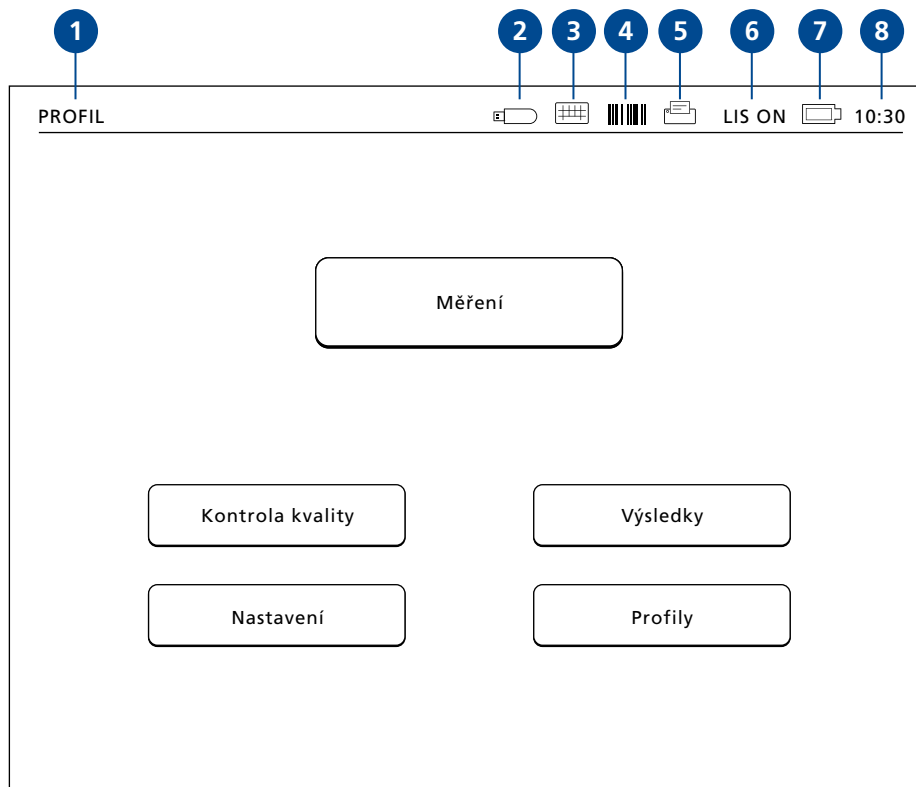 1 2 3 4 5 6 7 8
PROFIL LIS ON 10:30
Měření
Kontrola kvality Výsledky
Nastavení Profily